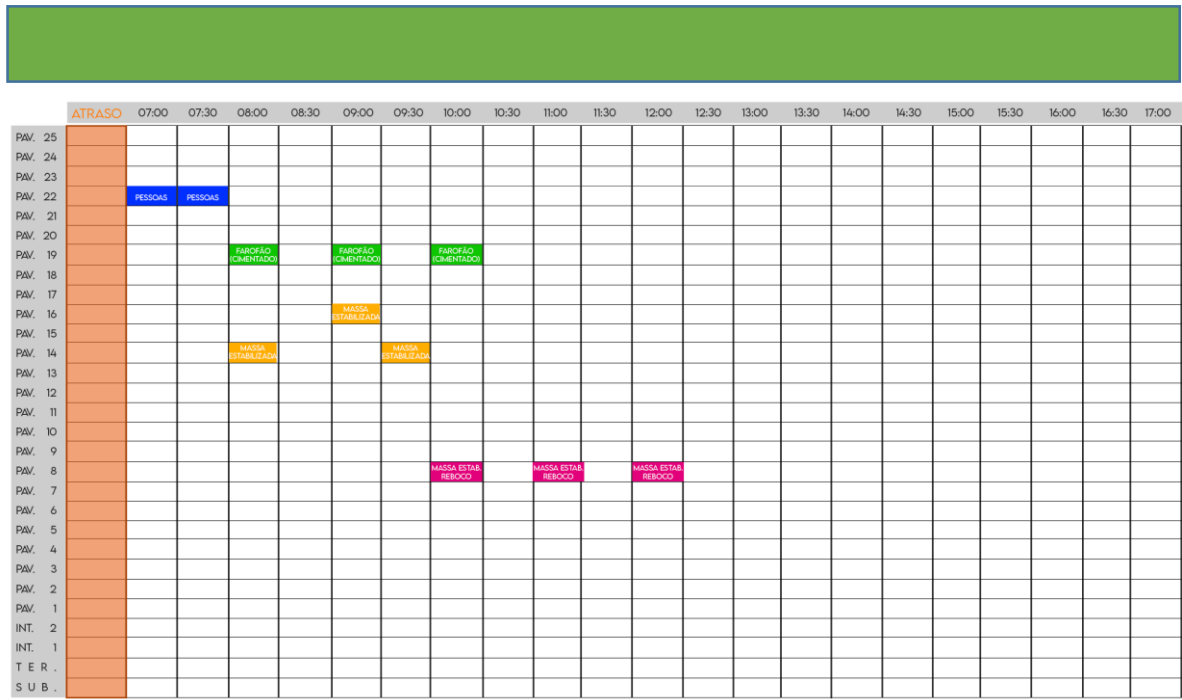 ATRASO 07:00 07:30 08:00 08:30 09:00 09:30 10:00 10:30 11:00 11:30 12:00 12:30 13:00 13:30 14:00 14:30 15:00 15:30 16:00 16:30 17:00
PAV. 25
PAV. 24
PAV. 23
PAV. 22 PESSOAS PESSOAS
PAV. 21
PAV. 20
PAV. 19 FAROFÃO (CIMENTADO) FAROFÃO (CIMENTADO) FAROFÃO (CIMENTADO)
PAV. 18
PAV. 17
PAV. 16 MASSA ESTABILIZADA
PAV. 15
PAV. 14 MASSA ESTABILIZADA MASSA ESTABILIZADA
PAV. 13
PAV. 12
PAV. 11
PAV. 10
PAV. 9
PAV. 8 MASSA ESTAB. REBOCO MASSA ESTAB. REBOCO MASSA ESTAB. REBOCO
PAV. 7
PAV. 6
PAV. 5
PAV. 4
PAV. 3
PAV. 2
PAV. 1
INT. 2
INT. 1
TER.
SUB.